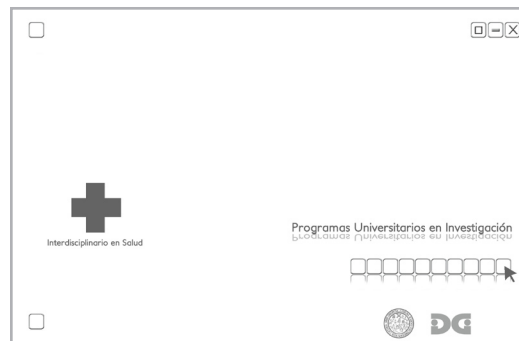 Interdisciplinario en Salud
Programas Universitarios en Investigación
DG